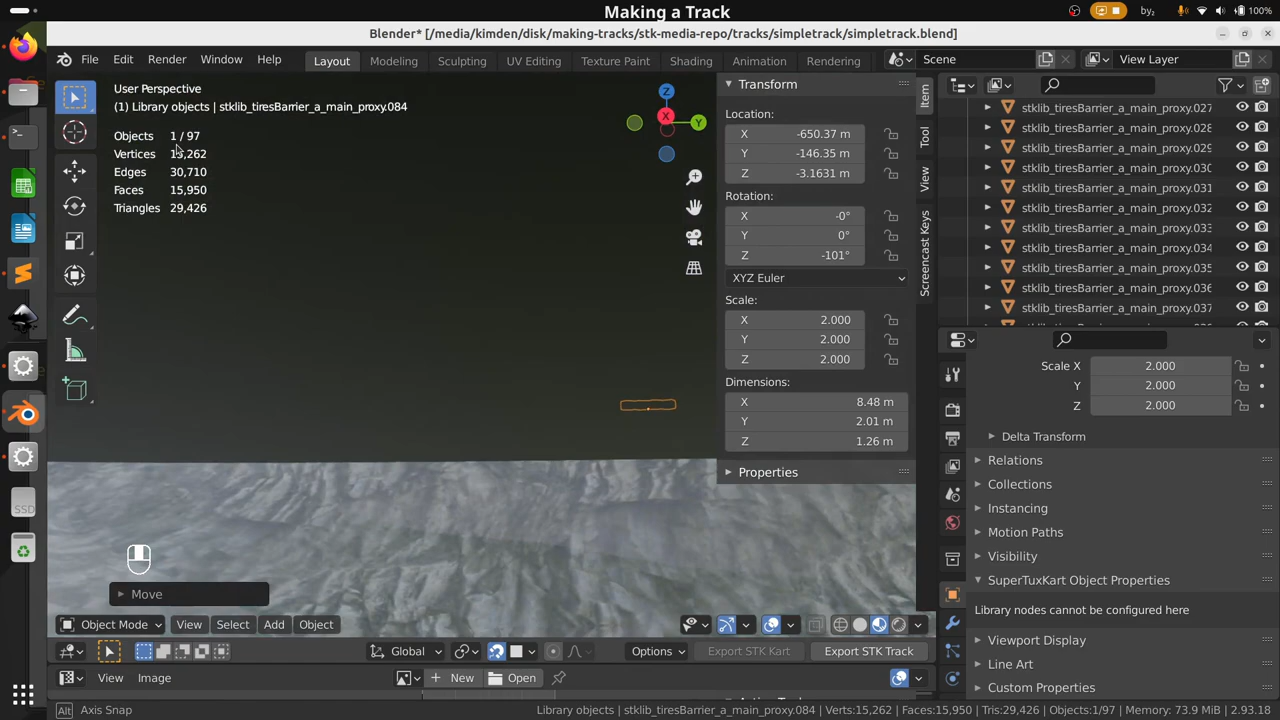 Making a Track
by₂
100%
Blender* [/media/kimden/disk/making-tracks/stk-media-repo/tracks/simpletrack/simpletrack.blend]
File Edit Render Window Help
Layout Modeling Sculpting UV Editing Texture Paint Shading Animation Rendering
Scene
View Layer
User Perspective
(1) Library objects | stklib_tiresBarrier_a_main_proxy.084
Objects 1 / 97
Vertices 15,262
Edges 30,710
Faces 15,950
Triangles 29,426
Z
X
Y
Transform
Location:
X -650.37 m
Y -146.35 m
Z -3.1631 m
Rotation:
X -0°
Y 0°
Z -101°
XYZ Euler
Scale:
X 2.000
Y 2.000
Z 2.000
Dimensions:
X 8.48 m
Y 2.01 m
Z 1.26 m
Properties
Item
Tool
View
Screencast Keys
stklib_tiresBarrier_a_main_proxy.027
stklib_tiresBarrier_a_main_proxy.028
stklib_tiresBarrier_a_main_proxy.029
stklib_tiresBarrier_a_main_proxy.030
stklib_tiresBarrier_a_main_proxy.031
stklib_tiresBarrier_a_main_proxy.032
stklib_tiresBarrier_a_main_proxy.033
stklib_tiresBarrier_a_main_proxy.034
stklib_tiresBarrier_a_main_proxy.035
stklib_tiresBarrier_a_main_proxy.036
stklib_tiresBarrier_a_main_proxy.037
Scale X 2.000
Y 2.000
Z 2.000
Delta Transform
Relations
Collections
Instancing
Motion Paths
Visibility
SuperTuxKart Object Properties
Library nodes cannot be configured here
Viewport Display
Line Art
Custom Properties
SSD
Move
Object Mode View Select Add Object
Global
Options
Export STK Kart
Export STK Track
View Image
New
Open
Alt Axis Snap
Library objects | stklib_tiresBarrier_a_main_proxy.084 | Verts:15,262 | Faces:15,950 | Tris:29,426 | Objects:1/97 | Memory: 73.9 MiB | 2.93.18